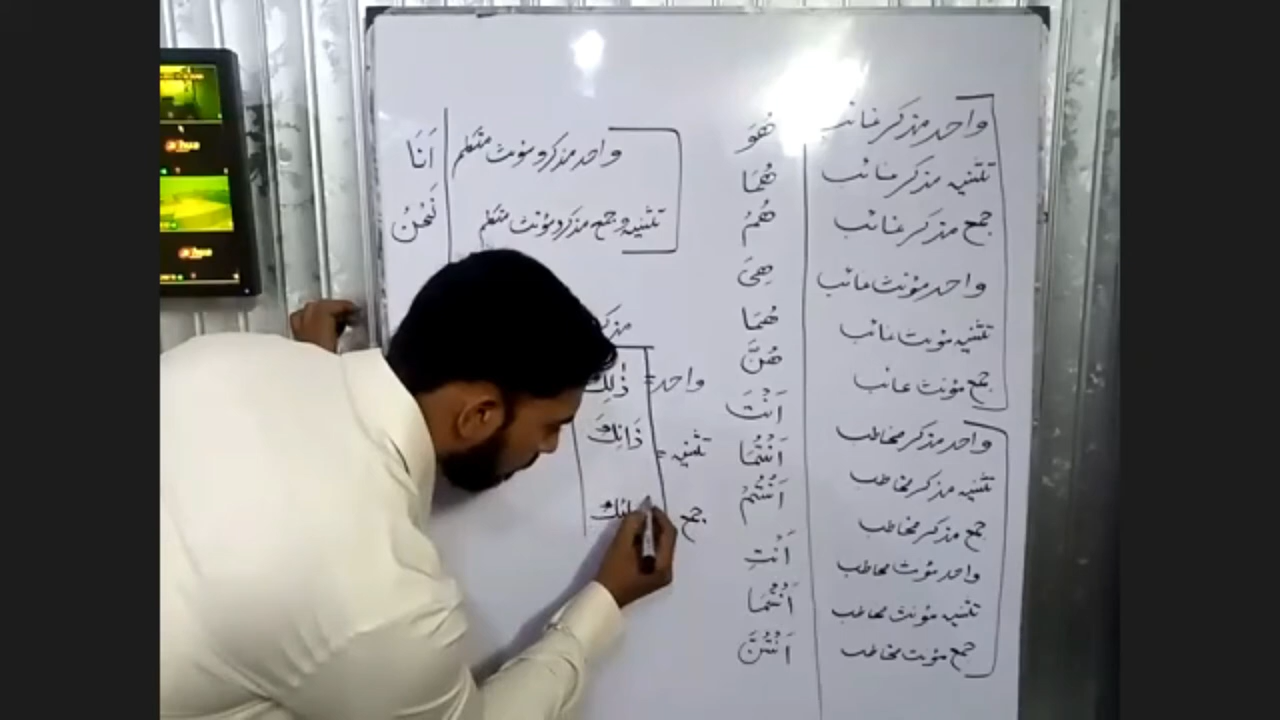 واحد مذکر غائب هُوَ
تثنیہ مذکر غائب هُمَا
جمع مذکر غائب هُمْ
واحد مؤنث غائب هِیَ
تثنیہ مؤنث غائب هُمَا
جمع مؤنث غائب هُنَّ
واحد مذکر مخاطب اَنْتَ
تثنیہ مذکر مخاطب اَنْتُمَا
جمع مذکر مخاطب اَنْتُمْ
واحد مؤنث مخاطب اَنْتِ
تثنیہ مؤنث مخاطب اَنْتُمَا
جمع مؤنث مخاطب اَنْتُنَّ
واحد مذکر و مؤنث متکلم اَنَا
تثنیہ و جمع مذکر و مؤنث متکلم نَحْنُ
واحد = ذٰلِكَ
تثنیہ = ذَانِكَ
جمع